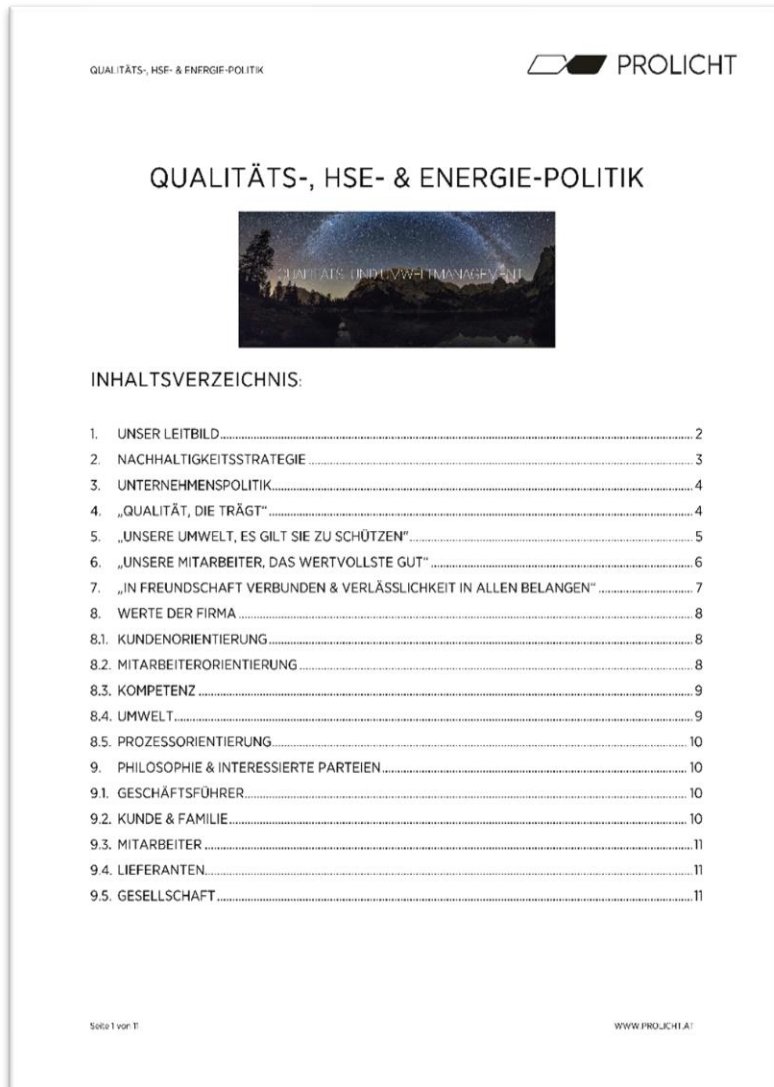 QUALITÄTS-, HSE- & ENERGIE-POLITIK
PROLICHT
QUALITÄTS-, HSE- & ENERGIE-POLITIK
QUALITÄTS- UND UMWELTMANAGEMENT
INHALTSVERZEICHNIS:
1. UNSER LEITBILD 2
2. NACHHALTIGKEITSSTRATEGIE 3
3. UNTERNEHMENSPOLITIK 4
4. „QUALITÄT, DIE TRÄGT“ 4
5. „UNSERE UMWELT, ES GILT SIE ZU SCHÜTZEN“ 5
6. „UNSERE MITARBEITER, DAS WERTVOLLSTE GUT“ 6
7. „IN FREUNDSCHAFT VERBUNDEN & VERLÄSSLICHKEIT IN ALLEN BELANGEN“ 7
8. WERTE DER FIRMA 8
8.1. KUNDENORIENTIERUNG 8
8.2. MITARBEITERORIENTIERUNG 8
8.3. KOMPETENZ 9
8.4. UMWELT 9
8.5. PROZESSORIENTIERUNG 10
9. PHILOSOPHIE & INTERESSIERTE PARTEIEN 10
9.1. GESCHÄFTSFÜHRER 10
9.2. KUNDE & FAMILIE 10
9.3. MITARBEITER 11
9.4. LIEFERANTEN 11
9.5. GESELLSCHAFT 11
Seite 1 von 11
WWW.PROLICHT.AT